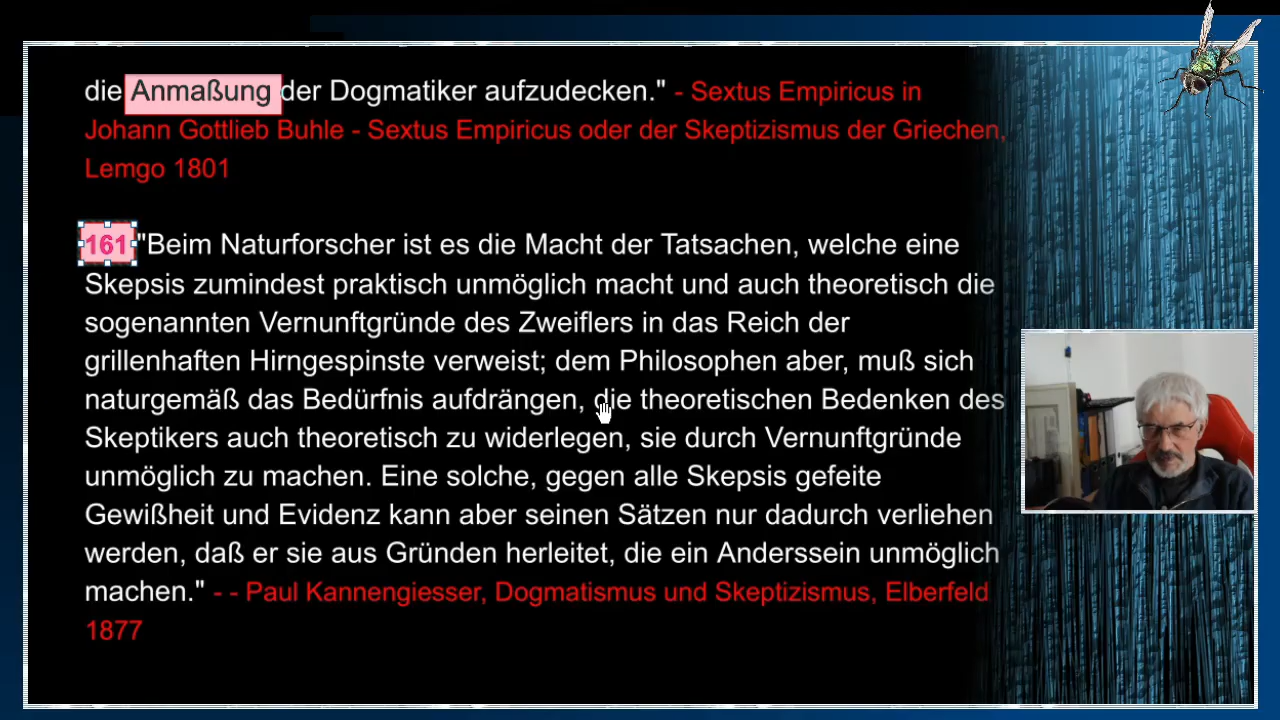 die Anmaßung der Dogmatiker aufzudecken." - Sextus Empiricus in
Johann Gottlieb Buhle - Sextus Empiricus oder der Skeptizismus der Griechen,
Lemgo 1801
161 "Beim Naturforscher ist es die Macht der Tatsachen, welche eine
Skepsis zumindest praktisch unmöglich macht und auch theoretisch die
sogenannten Vernunftgründe des Zweiflers in das Reich der
grillenhaften Hirngespinste verweist; dem Philosophen aber, muß sich
naturgemäß das Bedürfnis aufdrängen, die theoretischen Bedenken des
Skeptikers auch theoretisch zu widerlegen, sie durch Vernunftgründe
unmöglich zu machen. Eine solche, gegen alle Skepsis gefeite
Gewißheit und Evidenz kann aber seinen Sätzen nur dadurch verliehen
werden, daß er sie aus Gründen herleitet, die ein Anderssein unmöglich
machen." - - Paul Kannengiesser, Dogmatismus und Skeptizismus, Elberfeld
1877